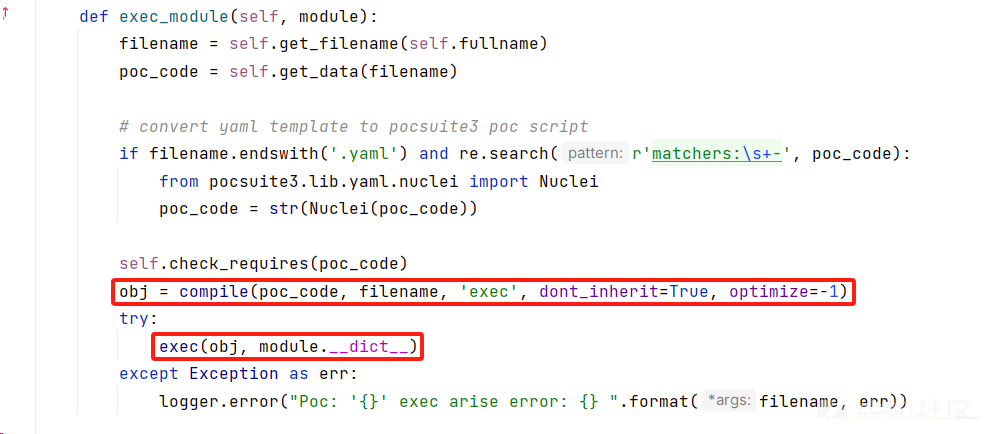 def exec_module(self, module):
    filename = self.get_filename(self.fullname)
    poc_code = self.get_data(filename)

    # convert yaml template to pocsuite3 poc script
    if filename.endswith('.yaml') and re.search( pattern: r'matchers:\s+-', poc_code):
        from pocsuite3.lib.yaml.nuclei import Nuclei
        poc_code = str(Nuclei(poc_code))

    self.check_requires(poc_code)
    obj = compile(poc_code, filename, 'exec', dont_inherit=True, optimize=-1)
    try:
        exec(obj, module.__dict__)
    except Exception as err:
        logger.error("Poc: '{}' exec arise error: {} ".format( *args: filename, err))